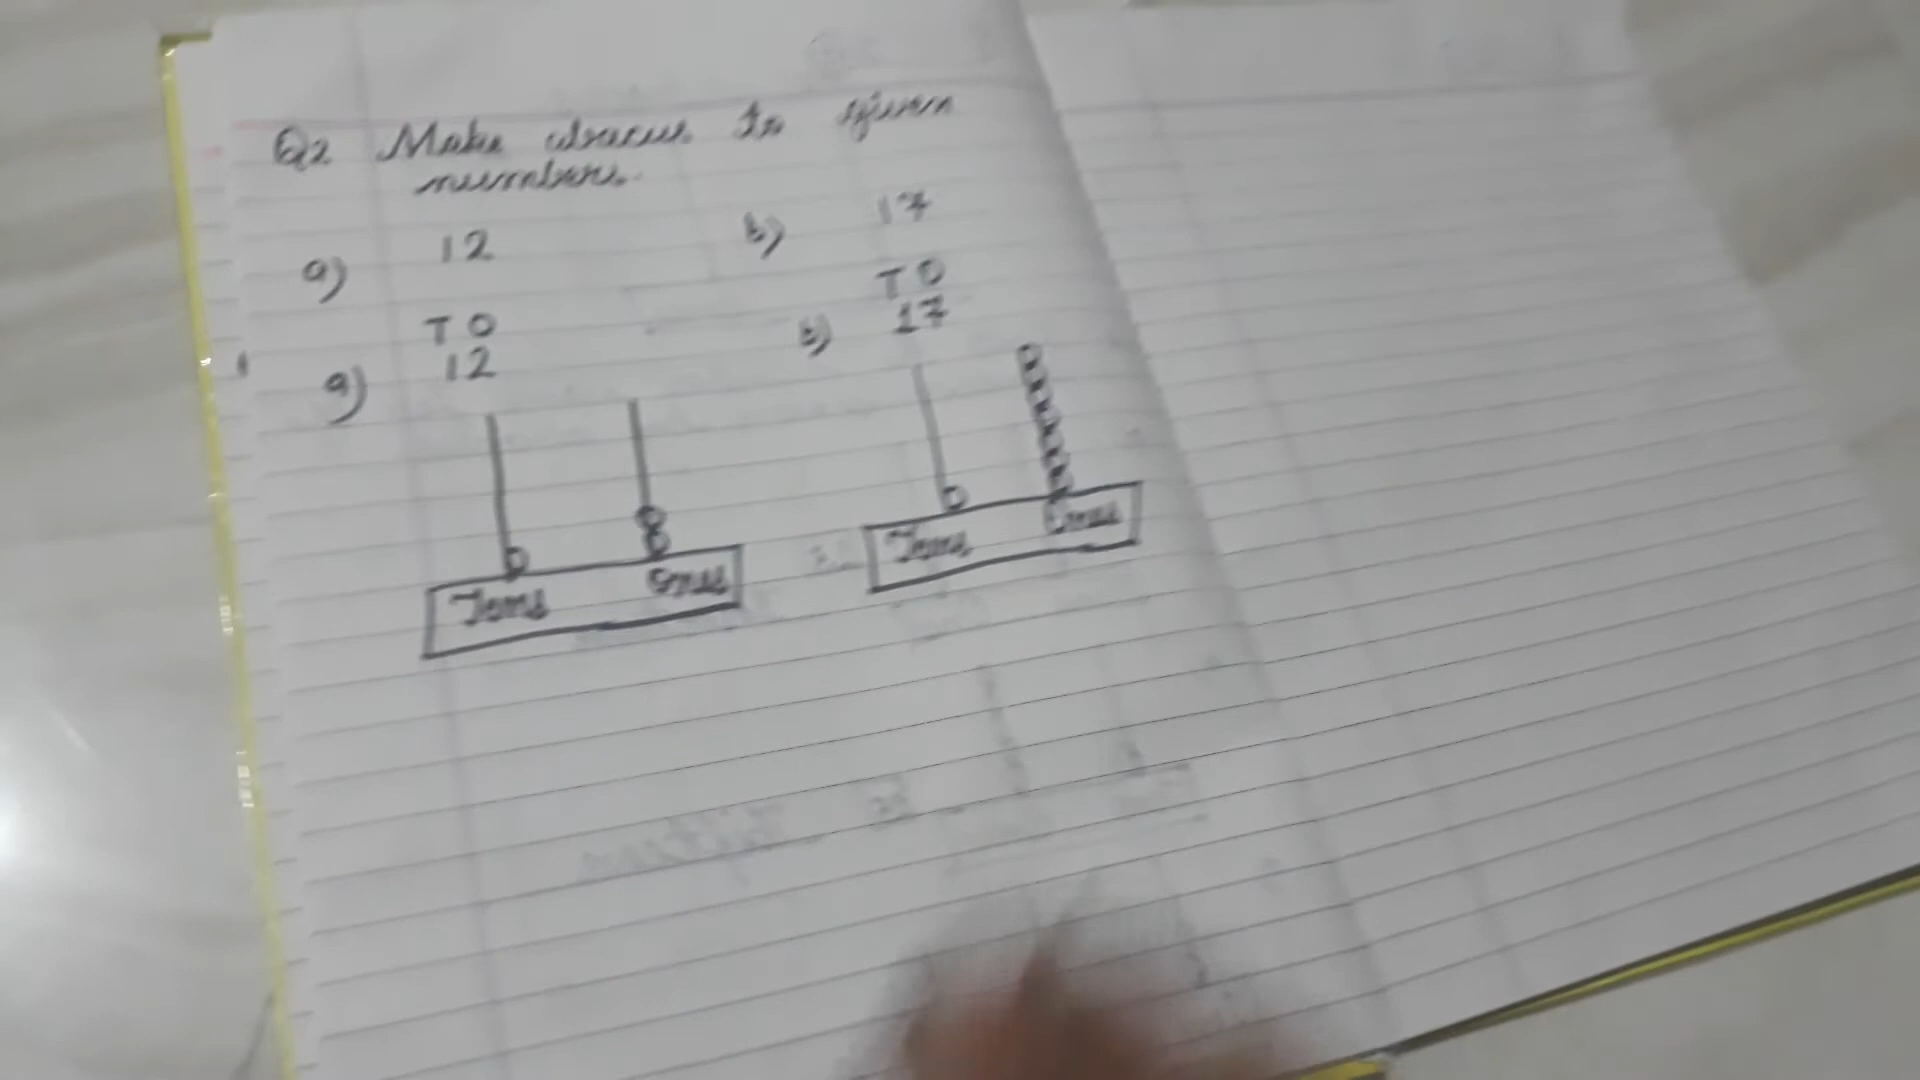 Q2 Make abacus to given
numbers.
a) 12 b) 17
T O T O
a) 12 b) 17
Tens Ones Tens Ones